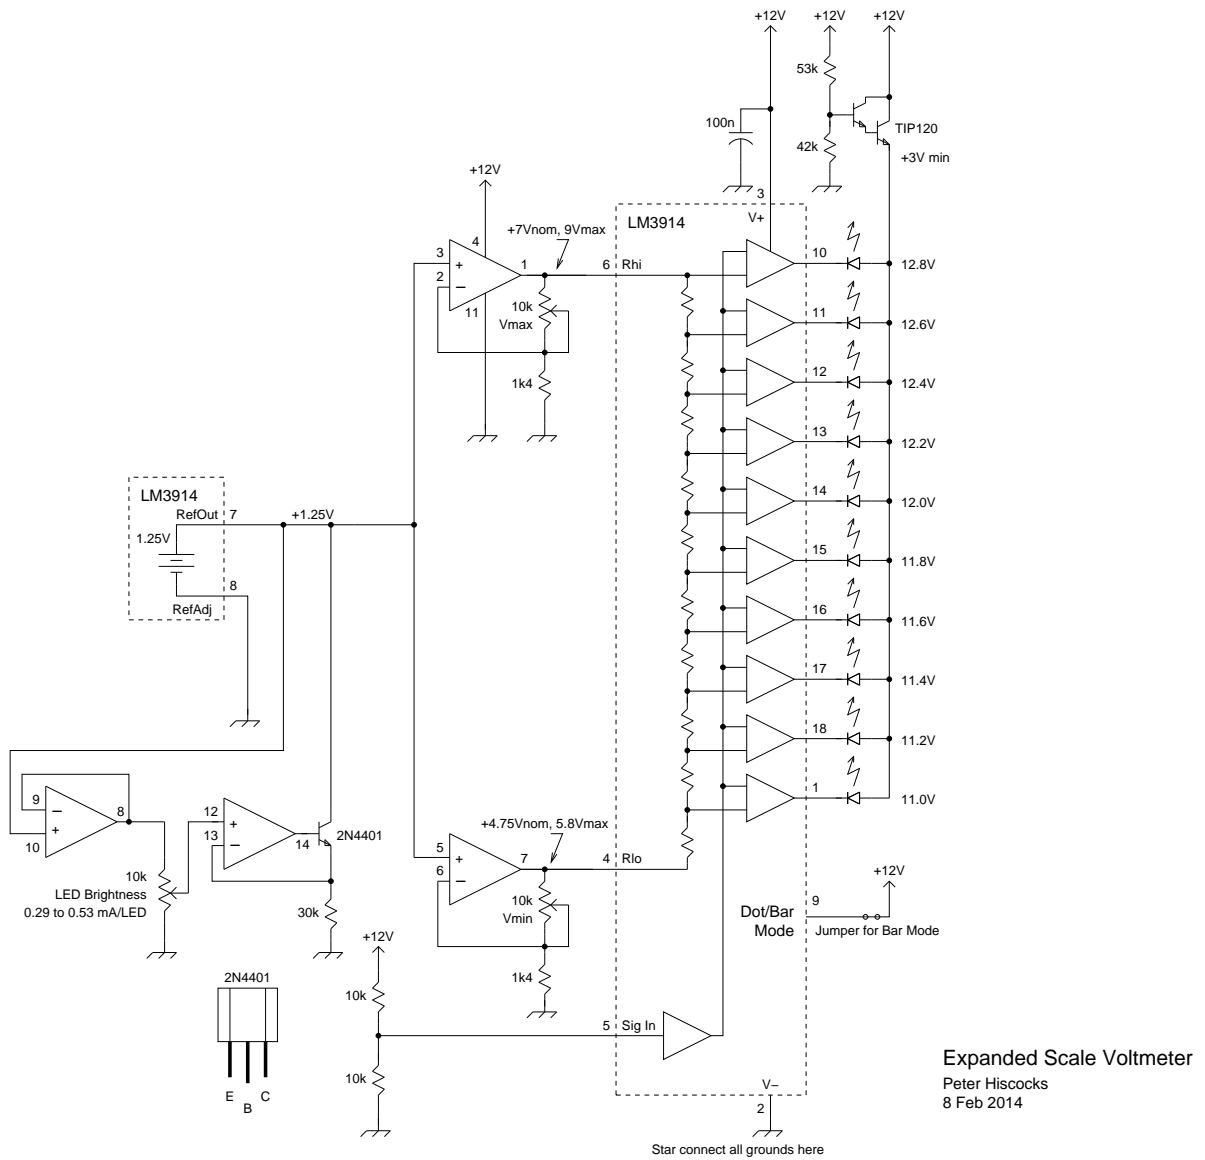 +12V
+12V
+12V
53k
100n
TIP120
42k
+3V min
+12V
3
LM3914
V+
+7Vnom, 9Vmax
4
3
+
2
−
1
6
Rhi
10
12.8V
11
10k
Vmax
11
12.6V
1k4
12
12.4V
13
12.2V
LM3914
RefOut
7
+1.25V
14
12.0V
1.25V
15
11.8V
8
RefAdj
16
11.6V
17
11.4V
18
11.2V
1
11.0V
9
−
+
10
8
12
+
13
−
14
2N4401
+4.75Vnom, 5.8Vmax
5
+
6
−
7
4
Rlo
10k
LED Brightness
0.29 to 0.53 mA/LED
30k
10k
Vmin
9
+12V
Dot/Bar
Mode
Jumper for Bar Mode
+12V
2N4401
10k
1k4
5
Sig In
10k
E
B
C
V−
2
Star connect all grounds here
Expanded Scale Voltmeter
Peter Hiscocks
8 Feb 2014